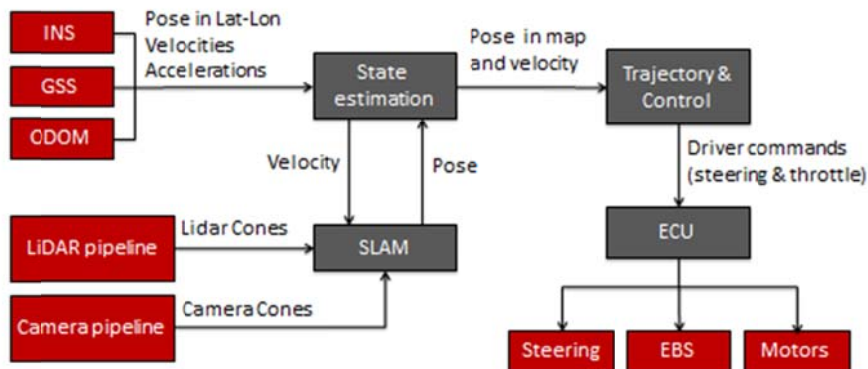 INS
GSS
ODOM
Pose in Lat-Lon
Velocities
Accelerations
State
estimation
Pose in map
and velocity
Trajectory &
Control
Velocity
Pose
Driver commands
(steering & throttle)
LiDAR pipeline
Lidar Cones
SLAM
ECU
Camera pipeline
Camera Cones
Steering
EBS
Motors